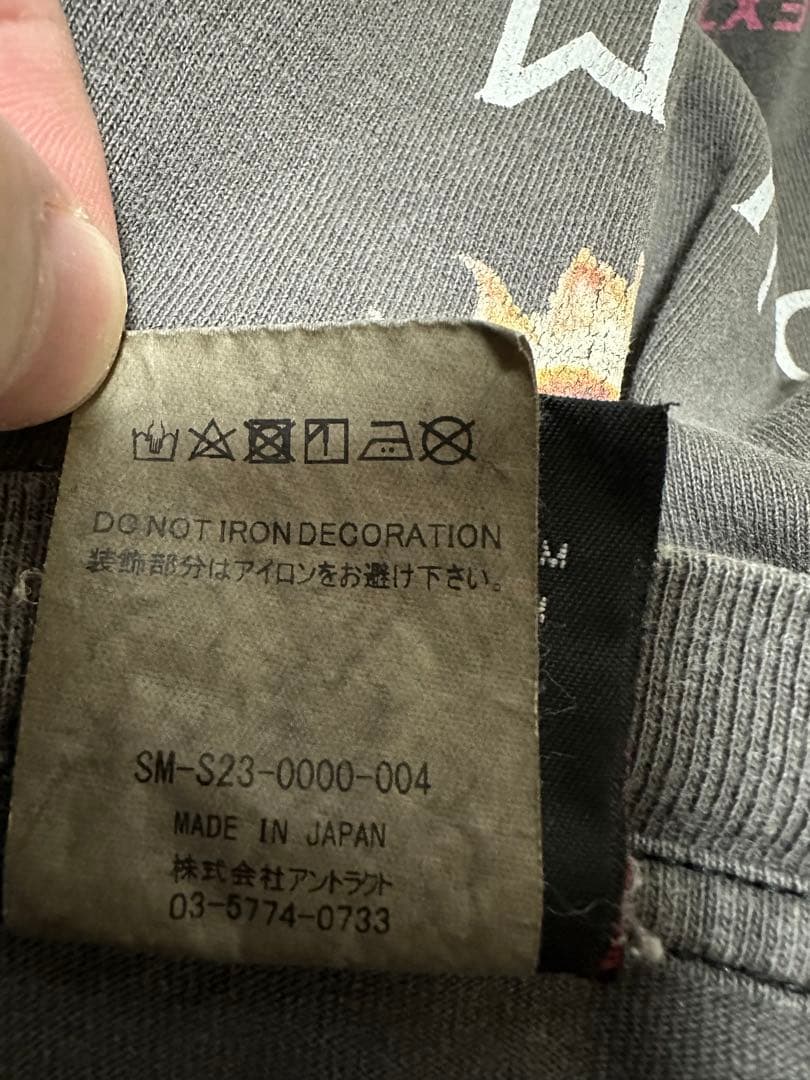 DO NOT IRON DECORATION
装飾部分はアイロンをお避け下さい。
SM-S23-0000-004
MADE IN JAPAN
株式会社アントラクト
03-5774-0733
M